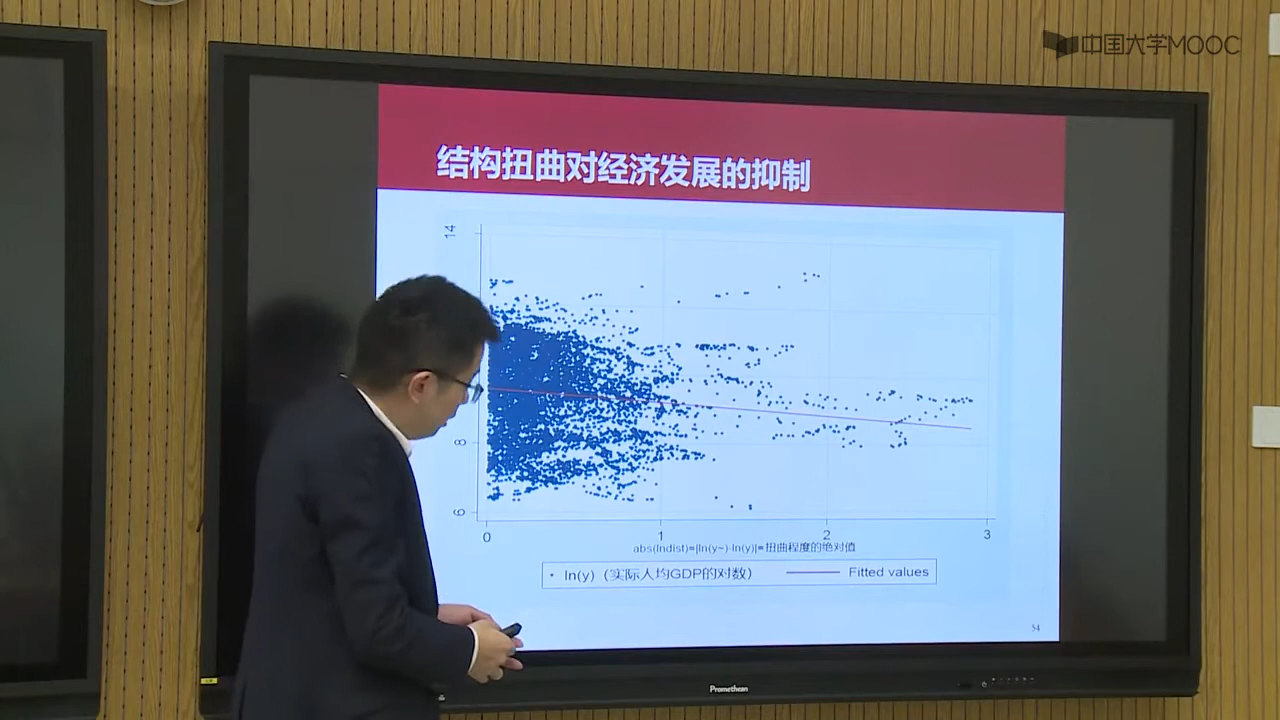 中国大学MOOC
结构扭曲对经济发展的抑制
14
8
6
0 1 2 3
abs(lndist)=|ln(y~)-ln(y)|=扭曲程度的绝对值
ln(y)（实际人均GDP的对数） Fitted values
54
Promethean